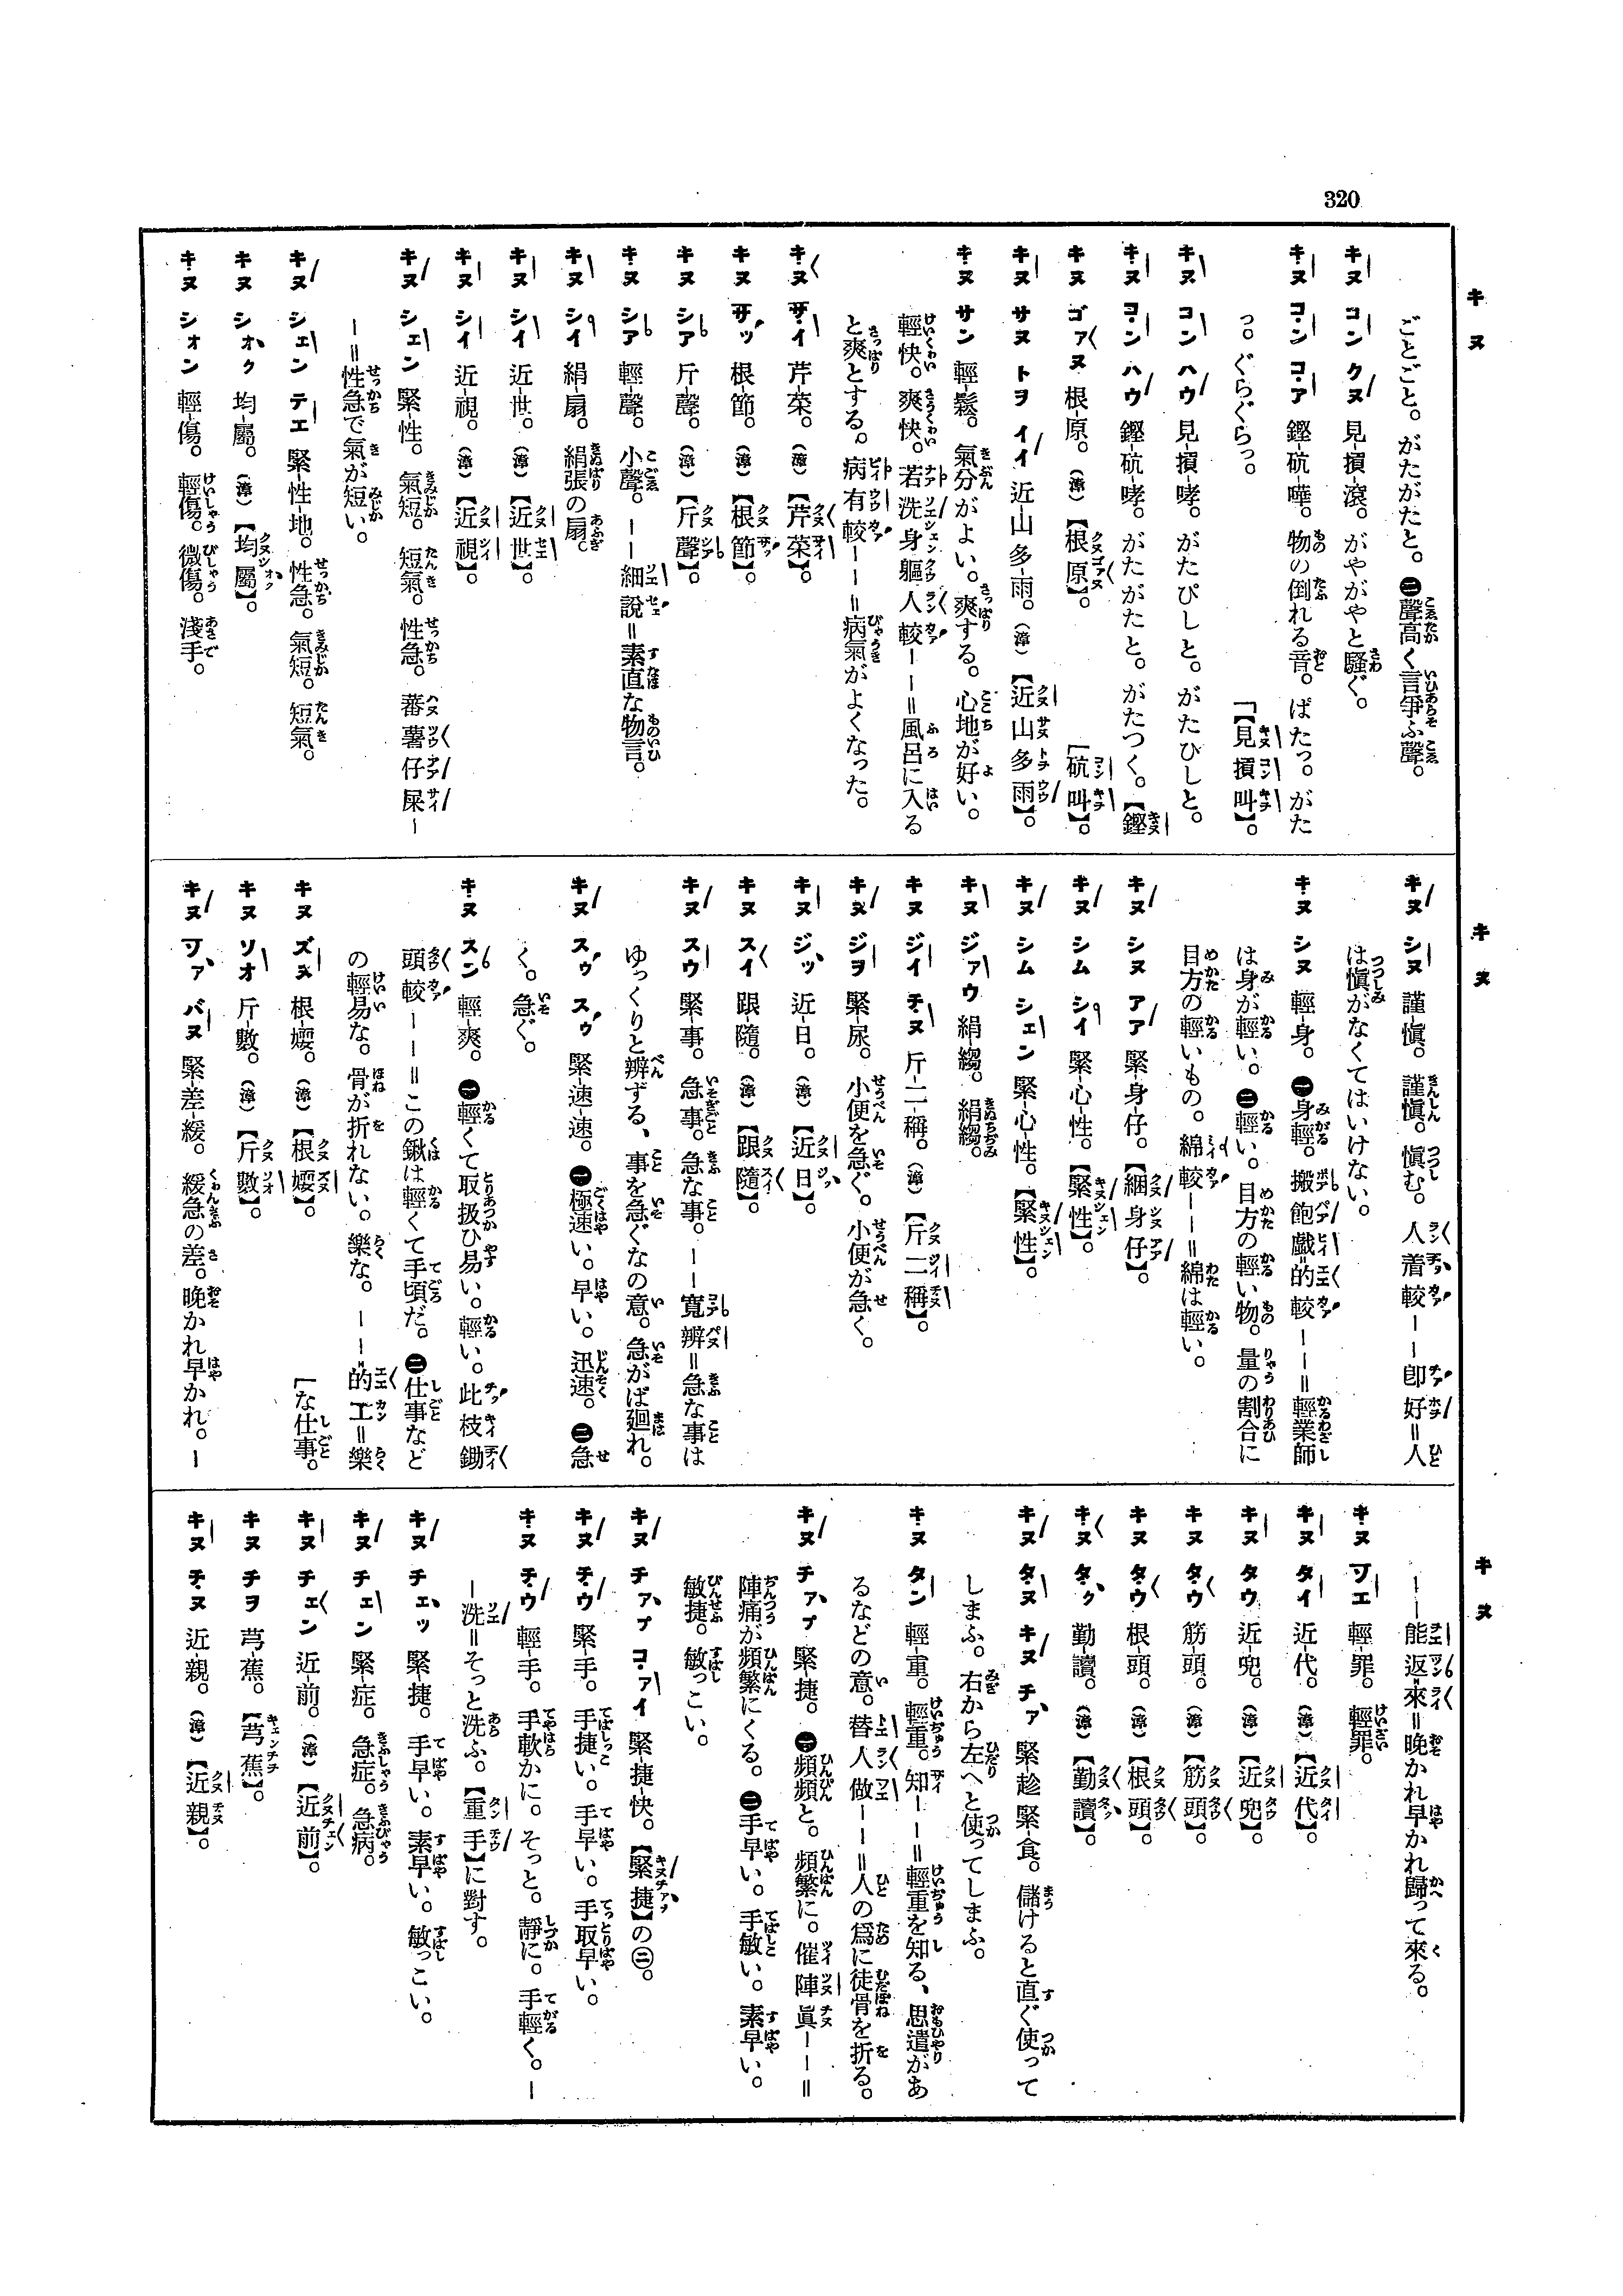 320
キヌ
キヌ
キヌ
ごとごと。がたがたと。㊁聲高く言爭ふ聲。
キヌ コンクヌ 見-摃-滾。がやがやと騷ぐ。
キヌ コンコア 鏗-砊-嘩。物の倒れる音。ばたっ。がた
っ。ぐらぐらっ。
キヌ コンハウ 見-摃-哮。がたぴしと。がたびしと。【見摃叫】。
キヌ コンハウ 鏗-砊-哮。がたがたと。がたつく。【鏗
砊叫】。
キヌ ゴァヌ 根-原。(漳)【根原】。
キヌ サヌ トヲ イイ 近-山 多-雨。(漳)【近山多雨】。
キヌ サン 輕-鬆。氣分がよい。爽する。心地が好い。
輕快。爽快。若洗身軀人較--=風呂に入る
と爽とする。病有較--=病氣がよくなった。
キヌ サイ 芹-菜。(漳)【芹菜】。
キヌ サッ 根-節。(漳)【根節】。
キヌ シア 斤-聲。(漳)【斤聲】。
キヌ シア 輕-聲。小聲。--細說=素直な物言。
キヌ シイ 絹-扇。絹張の扇。
キヌ シイ 近-世。(漳)【近世】。
キヌ シイ 近-視。(漳)【近視】。
キヌ シェン 緊-性。氣短。短氣。性急。蕃薯仔屎-
-=性急で氣が短い。
キヌ シェン テエ 緊-性-地。性急。氣短。短氣。
キヌ シォク 均-屬。(漳)【均屬】。
キヌ シォン 輕-傷。輕傷。微傷。淺手。
キヌ シヌ 謹-愼。謹愼。愼む。人着較--卽好=人
は愼がなくてはいけない。
キヌ シヌ 輕-身。㊀身輕。搬飽戲的較--=輕業師
は身が輕い。㊁輕い。目方の輕い物。量の割合に
目方の輕いもの。綿較--=綿は輕い。
キヌ シヌ アア 緊-身-仔。【綑身仔】。
キヌ シム シイ 緊-心-性。【緊性】。
キヌ シム シェン 緊-心-性。【緊性】。
キヌ ジァウ 絹-縐。絹縐。
キヌ ジイ チヌ 斤-二-稱。(漳)【斤二稱】。
キヌ ジヲ 緊-尿。小便を急ぐ。小便が急く。
キヌ ジッ 近-日。(漳)【近日】。
キヌ スイ 跟-隨。(漳)【跟隨】。
キヌ スウ 緊-事。急事。急な事。--寬辨=急な事は
ゆっくりと辨ずる、事を急ぐなの意。急がば廻れ。
キヌ スゥ スゥ 緊-速-速。㊀極速い。早い。迅速。㊁急
く。急ぐ。
キヌ スン 輕-爽。㊀輕くて取扱ひ易い。輕い。此枝鋤
頭較--=この鍬は輕くて手頃だ。㊁仕事など
の輕易な。骨が折れない。樂な。--的工=樂
な仕事。
キヌ ズヌ 根-㜛。(漳)【根㜛】。
キヌ ソオ 斤-數。(漳)【斤數】。
キヌ ツァ バヌ 緊-差-緩。緩急の差。晚かれ早かれ。-
--能返來=晚かれ早かれ歸って來る。
キヌ ツエ 輕-罪。輕罪。
キヌ タイ 近-代。(漳)【近代】。
キヌ タウ 近-兜。(漳)【近兜】。
キヌ タウ 筋-頭。(漳)【筋頭】。
キヌ タウ 根-頭。(漳)【根頭】。
キヌ タク 勤-讀。(漳)【勤讀】。
キヌ タヌ キヌ チァ 緊-趁 緊-食。儲けると直ぐ使って
しまふ。右から左へと使ってしまふ。
キヌ タン 輕-重。輕重。知--=輕重を知る、思遣があ
るなどの意。替人做--=人の爲に徒骨を折る。
キヌ チァプ 緊-捷。㊀頻頻と。頻繁に。催陣眞--=
陣痛が頻繁にくる。㊁手早い。手敏い。素早い。
敏捷。敏っこい。
キヌ チァプ コァイ 緊-捷-快。【緊捷】の㊁。
キヌ チウ 緊-手。手捷い。手早い。手取早い。
キヌ チウ 輕-手。手軟かに。そっと。靜に。手輕く。-
-洗=そっと洗ふ。【重手】に對す。
キヌ チェッ 緊-捷。手早い。素早い。敏っこい。
キヌ チェン 緊-症。急症。急病。
キヌ チェン 近-前。(漳)【近前】。
キヌ チヲ 芎-蕉。【芎蕉】。
キヌ チヌ 近-親。(漳)【近親】。